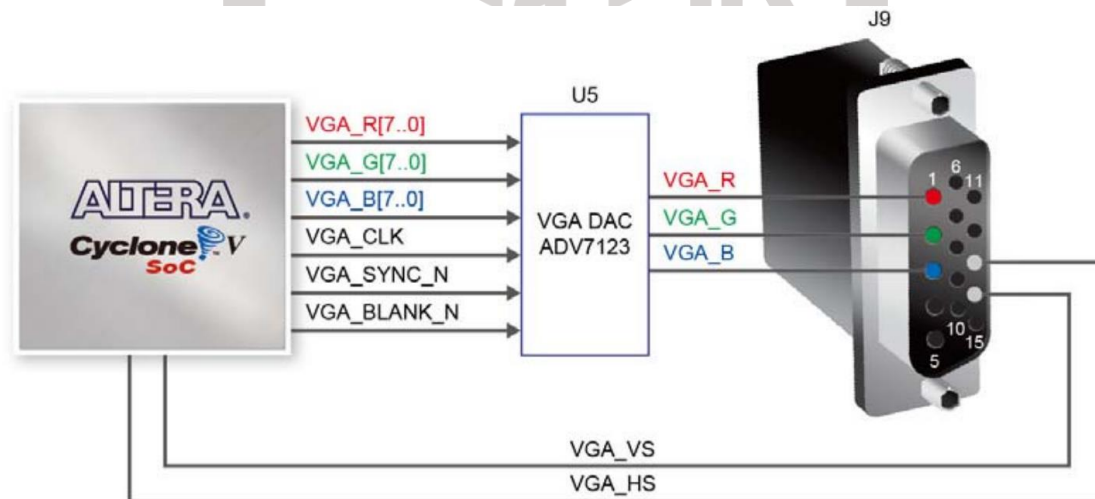 J9
U5
ALTERA.
Cyclone V
SoC
VGA_R[7..0]
VGA_G[7..0]
VGA_B[7..0]
VGA_CLK
VGA_SYNC_N
VGA_BLANK_N
VGA DAC
ADV7123
VGA_R
VGA_G
VGA_B
1
6
11
10
15
5
VGA_VS
VGA_HS